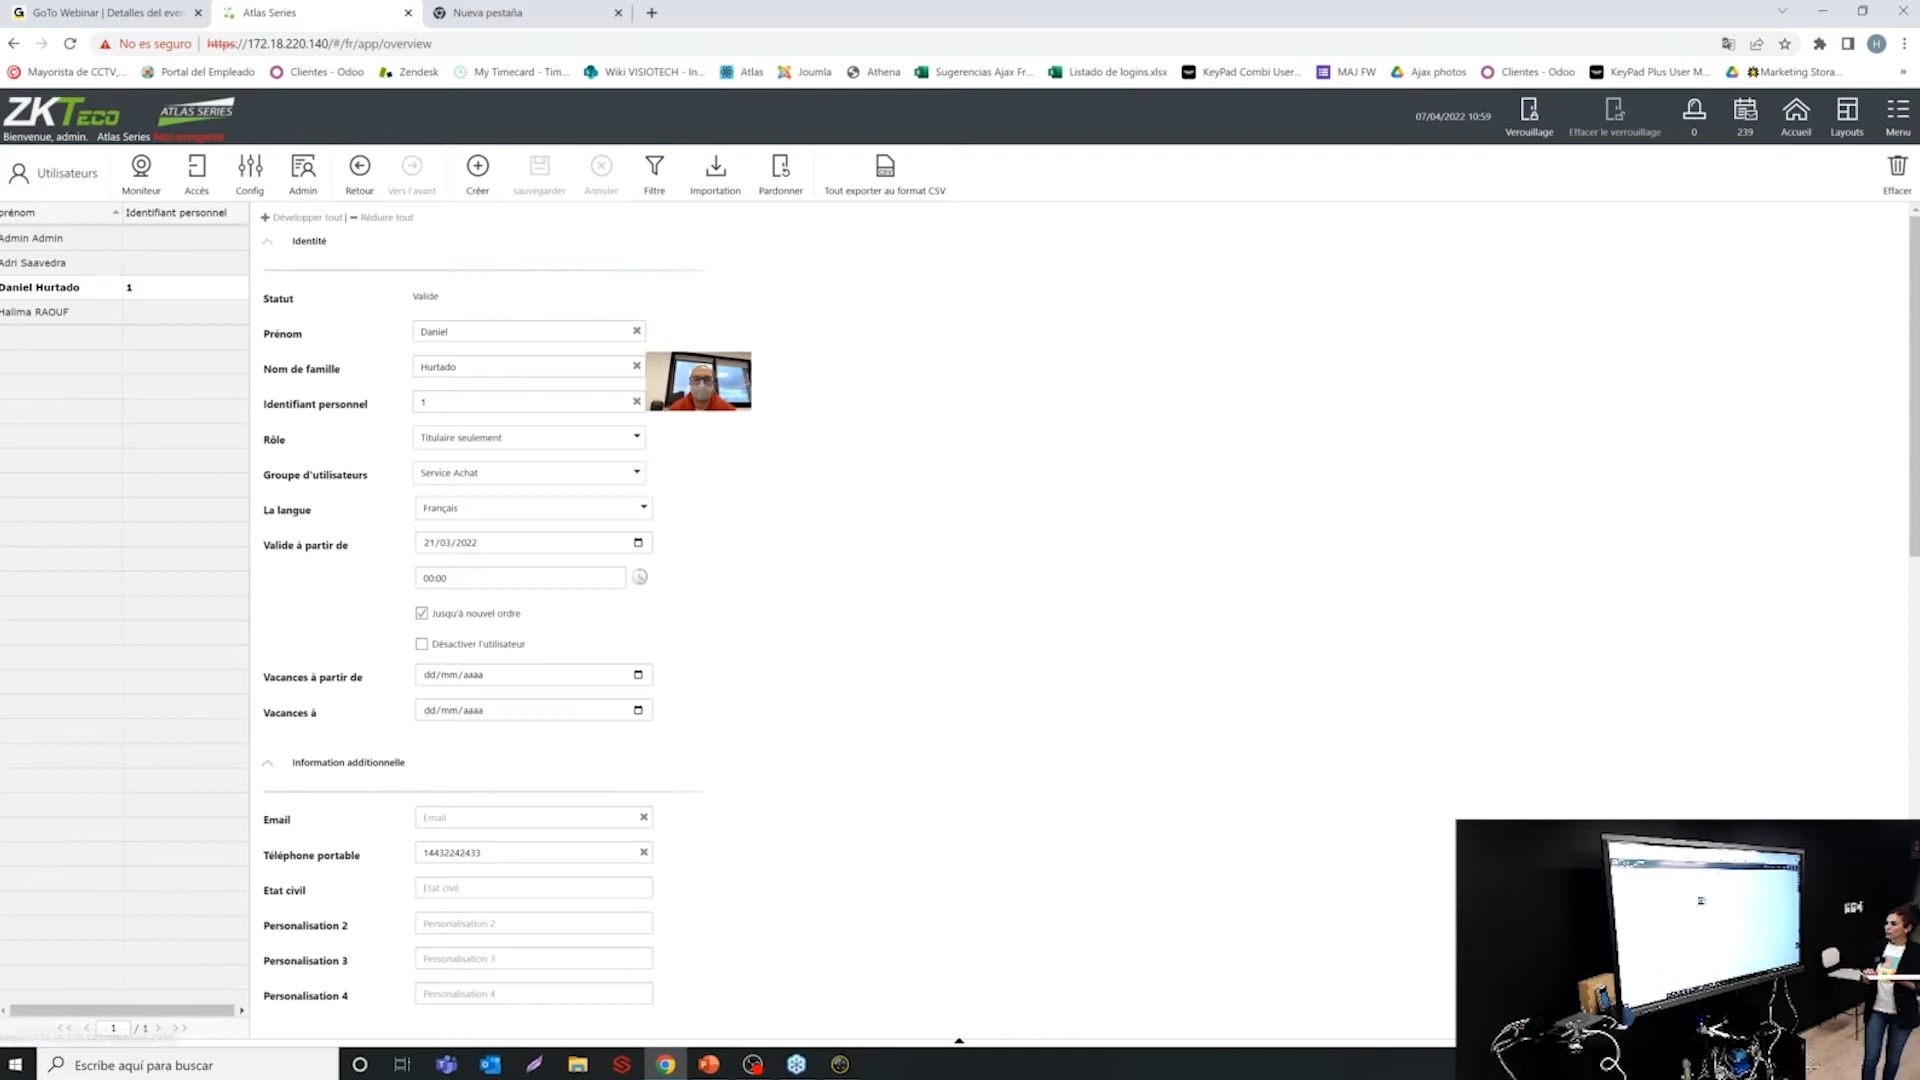 GoTo Webinar | Detalles del even
Atlas Series
Nueva pestaña
No es seguro
https://172.18.220.140/#/fr/app/overview
Mayorista de CCTV,...
Portal del Empleado
Clientes - Odoo
Zendesk
My Timecard - Tim...
Wiki VISIOTECH - In...
Atlas
Joumla
Athena
Sugerencias Ajax Fr...
Listado de logins.xlsx
KeyPad Combi User...
MAJ FW
Ajax photos
Clientes - Odoo
KeyPad Plus User M...
Marketing Stora...
»
ZKTeco
ATLAS SERIES
Bienvenue, admin. Atlas Series Non enregistré
07/04/2022 10:59
Verouillage
Effacer le verrouillage
0
239
Accueil
Layouts
Menu
Utilisateurs
Moniteur
Accès
Config
Admin
Retour
Vers l'avant
Créer
sauvegarder
Annuler
Filtre
Importation
Pardonner
Tout exporter au format CSV
Effacer
prénom
Identifiant personnel
Admin Admin
Adri Saavedra
Daniel Hurtado 1
Halima RAOUF
Développer tout | Réduire tout
Identité
Statut Valide
Prénom Daniel
Nom de famille Hurtado
Identifiant personnel 1
Rôle Titulaire seulement
Groupe d'utilisateurs Service Achat
La langue Français
Valide à partir de 21/03/2022
00:00
Jusqu'à nouvel ordre
Désactiver l'utilisateur
Vacances à partir de dd/mm/aaaa
Vacances à dd/mm/aaaa
Information additionnelle
Email Email
Téléphone portable 14432242433
Etat civil Etat civil
Personalisation 2 Personalisation 2
Personalisation 3 Personalisation 3
Personalisation 4 Personalisation 4
<< < 1 / 1 > >>
Escribe aquí para buscar